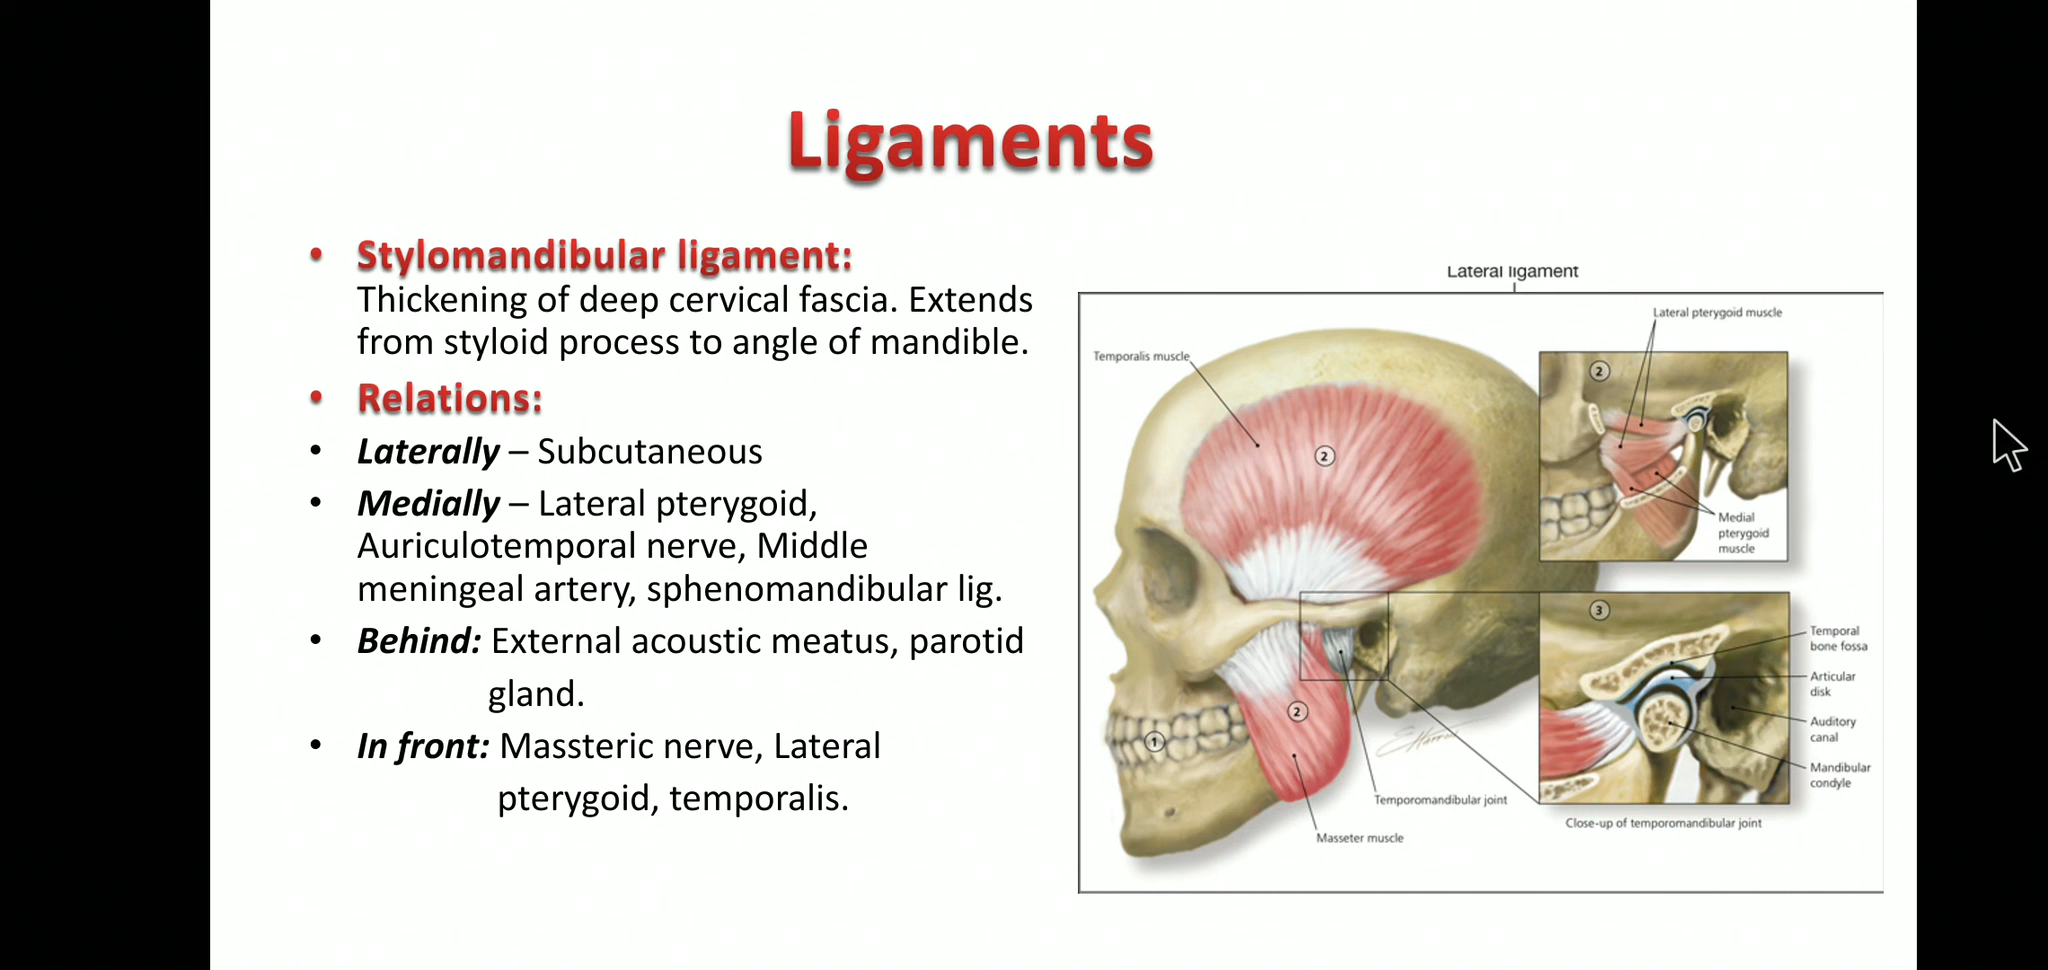 Ligaments
• Stylomandibular ligament:
Thickening of deep cervical fascia. Extends
from styloid process to angle of mandible.
• Relations:
• Laterally – Subcutaneous
• Medially – Lateral pterygoid,
Auriculotemporal nerve, Middle
meningeal artery, sphenomandibular lig.
• Behind: External acoustic meatus, parotid
gland.
• In front: Massteric nerve, Lateral
pterygoid, temporalis.
Lateral ligament
Lateral pterygoid muscle
Temporalis muscle
2
2
Medial
pterygoid
muscle
3
Temporal
bone fossa
Articular
disk
Auditory
canal
Mandibular
condyle
2
1
Temporomandibular joint
Masseter muscle
Close-up of temporomandibular joint